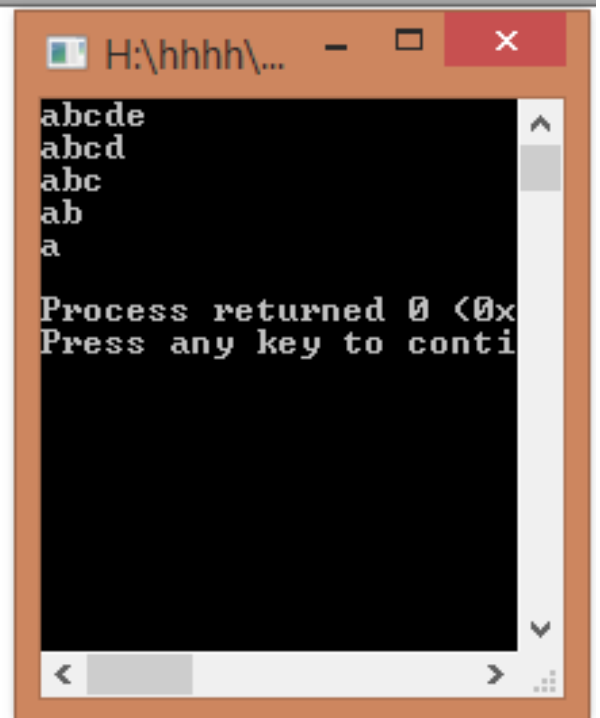 H:\hhhh\...
abcde
abcd
abc
ab
a
Process returned 0 (0x
Press any key to conti